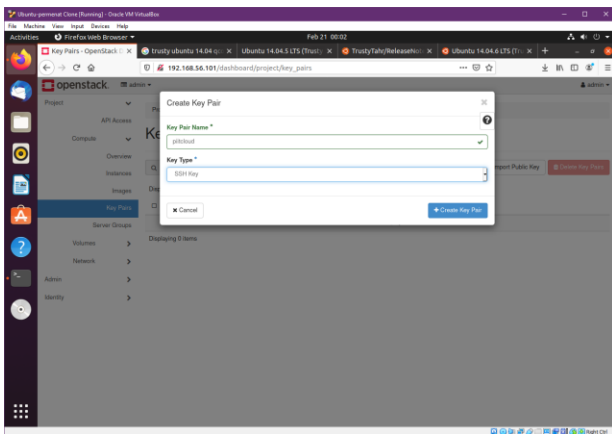 Ubuntu-permenat Clone [Running] - Oracle VM VirtualBox
File Machine View Input Devices Help
Activities Firefox Web Browser Feb 21 00:02
Key Pairs - OpenStack D
trusty ubuntu 14.04
Ubuntu 14.04.5 LTS (Trust
TrustyTahr/ReleaseNot
Ubuntu 14.04.6 LTS (Tr
192.168.56.101/dashboard/project/key_pairs
openstack. admin admin
Project
API Access
Compute
Overview
Instances
Images
Key Pairs
Server Groups
Volumes
Network
Admin
Identity
Create Key Pair
Key Pair Name *
Key Type *
SSH Key
Cancel
+ Create Key Pair
Import Public Key
Delete Key Pairs
Displaying 0 items
Right Ctrl